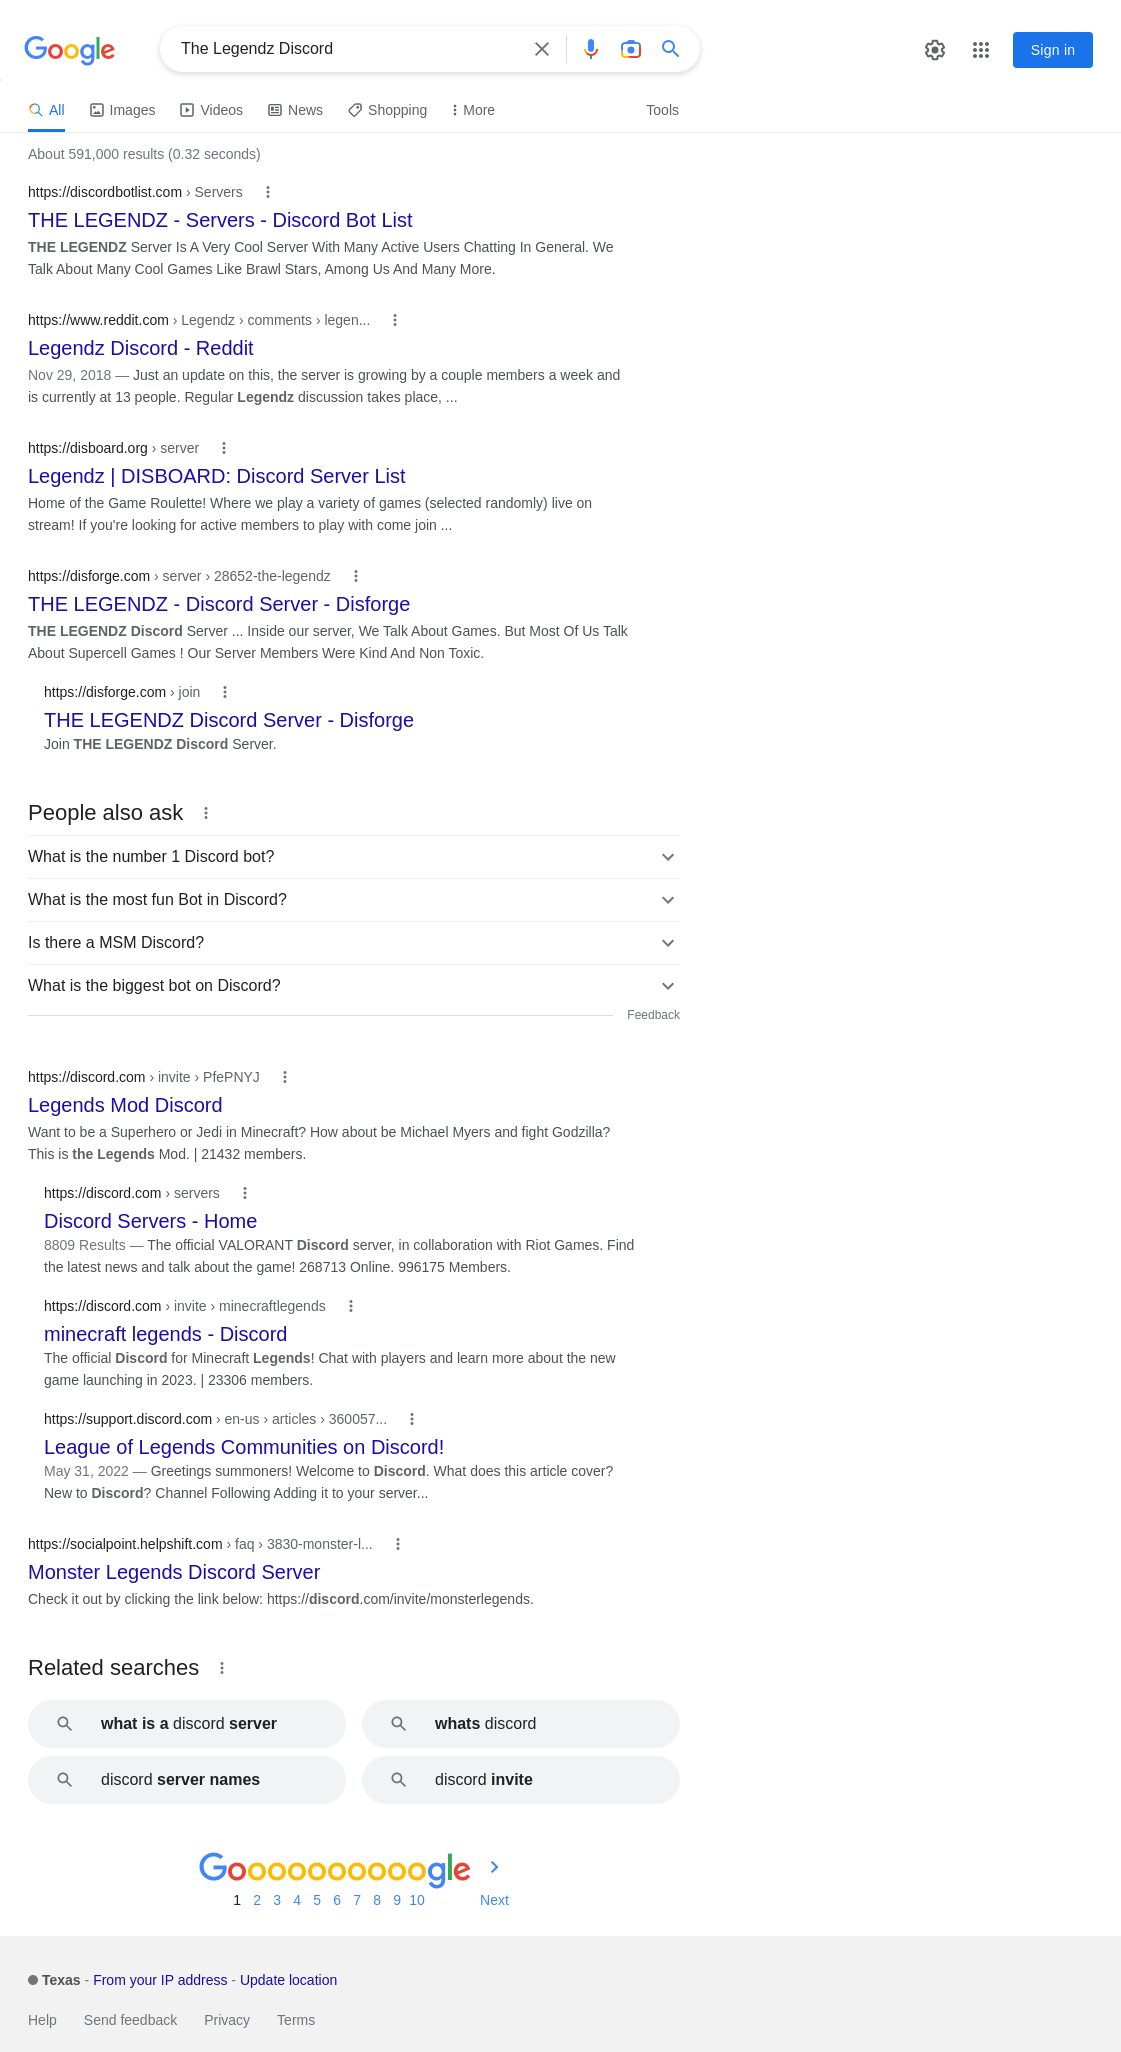 Google
The Legendz Discord
Sign in
All Images Videos News Shopping More Tools
About 591,000 results (0.32 seconds)
https://discordbotlist.com › Servers
THE LEGENDZ - Servers - Discord Bot List
THE LEGENDZ Server Is A Very Cool Server With Many Active Users Chatting In General. We
Talk About Many Cool Games Like Brawl Stars, Among Us And Many More.
https://www.reddit.com › Legendz › comments › legen...
Legendz Discord - Reddit
Nov 29, 2018 — Just an update on this, the server is growing by a couple members a week and
is currently at 13 people. Regular Legendz discussion takes place, ...
https://disboard.org › server
Legendz | DISBOARD: Discord Server List
Home of the Game Roulette! Where we play a variety of games (selected randomly) live on
stream! If you're looking for active members to play with come join ...
https://disforge.com › server › 28652-the-legendz
THE LEGENDZ - Discord Server - Disforge
THE LEGENDZ Discord Server ... Inside our server, We Talk About Games. But Most Of Us Talk
About Supercell Games ! Our Server Members Were Kind And Non Toxic.
https://disforge.com › join
THE LEGENDZ Discord Server - Disforge
Join THE LEGENDZ Discord Server.
People also ask
What is the number 1 Discord bot?
What is the most fun Bot in Discord?
Is there a MSM Discord?
What is the biggest bot on Discord?
Feedback
https://discord.com › invite › PfePNYJ
Legends Mod Discord
Want to be a Superhero or Jedi in Minecraft? How about be Michael Myers and fight Godzilla?
This is the Legends Mod. | 21432 members.
https://discord.com › servers
Discord Servers - Home
8809 Results — The official VALORANT Discord server, in collaboration with Riot Games. Find
the latest news and talk about the game! 268713 Online. 996175 Members.
https://discord.com › invite › minecraftlegends
minecraft legends - Discord
The official Discord for Minecraft Legends! Chat with players and learn more about the new
game launching in 2023. | 23306 members.
https://support.discord.com › en-us › articles › 360057...
League of Legends Communities on Discord!
May 31, 2022 — Greetings summoners! Welcome to Discord. What does this article cover?
New to Discord? Channel Following Adding it to your server...
https://socialpoint.helpshift.com › faq › 3830-monster-l...
Monster Legends Discord Server
Check it out by clicking the link below: https://discord.com/invite/monsterlegends.
Related searches
what is a discord server
whats discord
discord server names
discord invite
Goooooooooogle
1 2 3 4 5 6 7 8 9 10 Next
Texas - From your IP address - Update location
Help Send feedback Privacy Terms